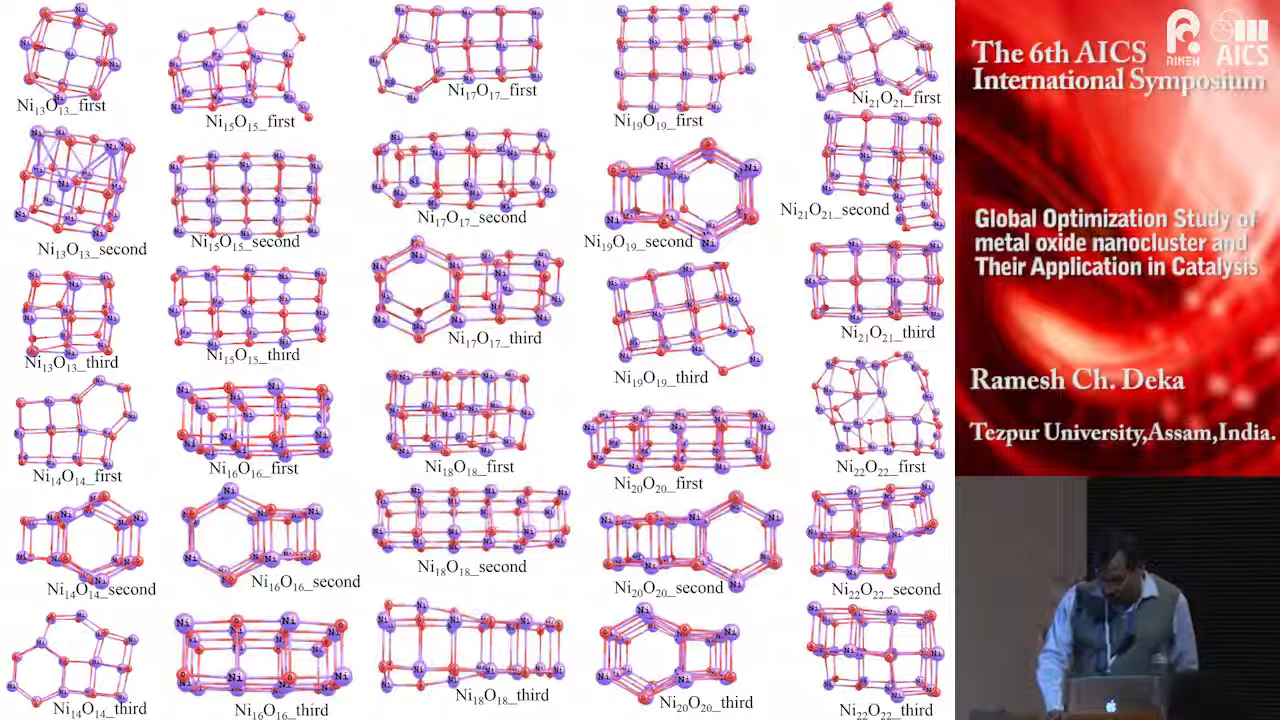 Ni13O13_first
Ni15O15_first
Ni17O17_first
Ni19O19_first
Ni21O21_first
Ni13O13_second
Ni15O15_second
Ni17O17_second
Ni19O19_second
Ni21O21_second
Ni13O13_third
Ni15O15_third
Ni17O17_third
Ni19O19_third
Ni21O21_third
Ni14O14_first
Ni16O16_first
Ni18O18_first
Ni20O20_first
Ni22O22_first
Ni14O14_second
Ni16O16_second
Ni18O18_second
Ni20O20_second
Ni22O22_second
Ni14O14_third
Ni16O16_third
Ni18O18_third
Ni20O20_third
Ni22O22_third
RIKEN
AICS
The 6th AICS
International Symposium
Global Optimization Study of
metal oxide nanocluster and
Their Application in Catalysis
Ramesh Ch. Deka
Tezpur University,Assam,India.